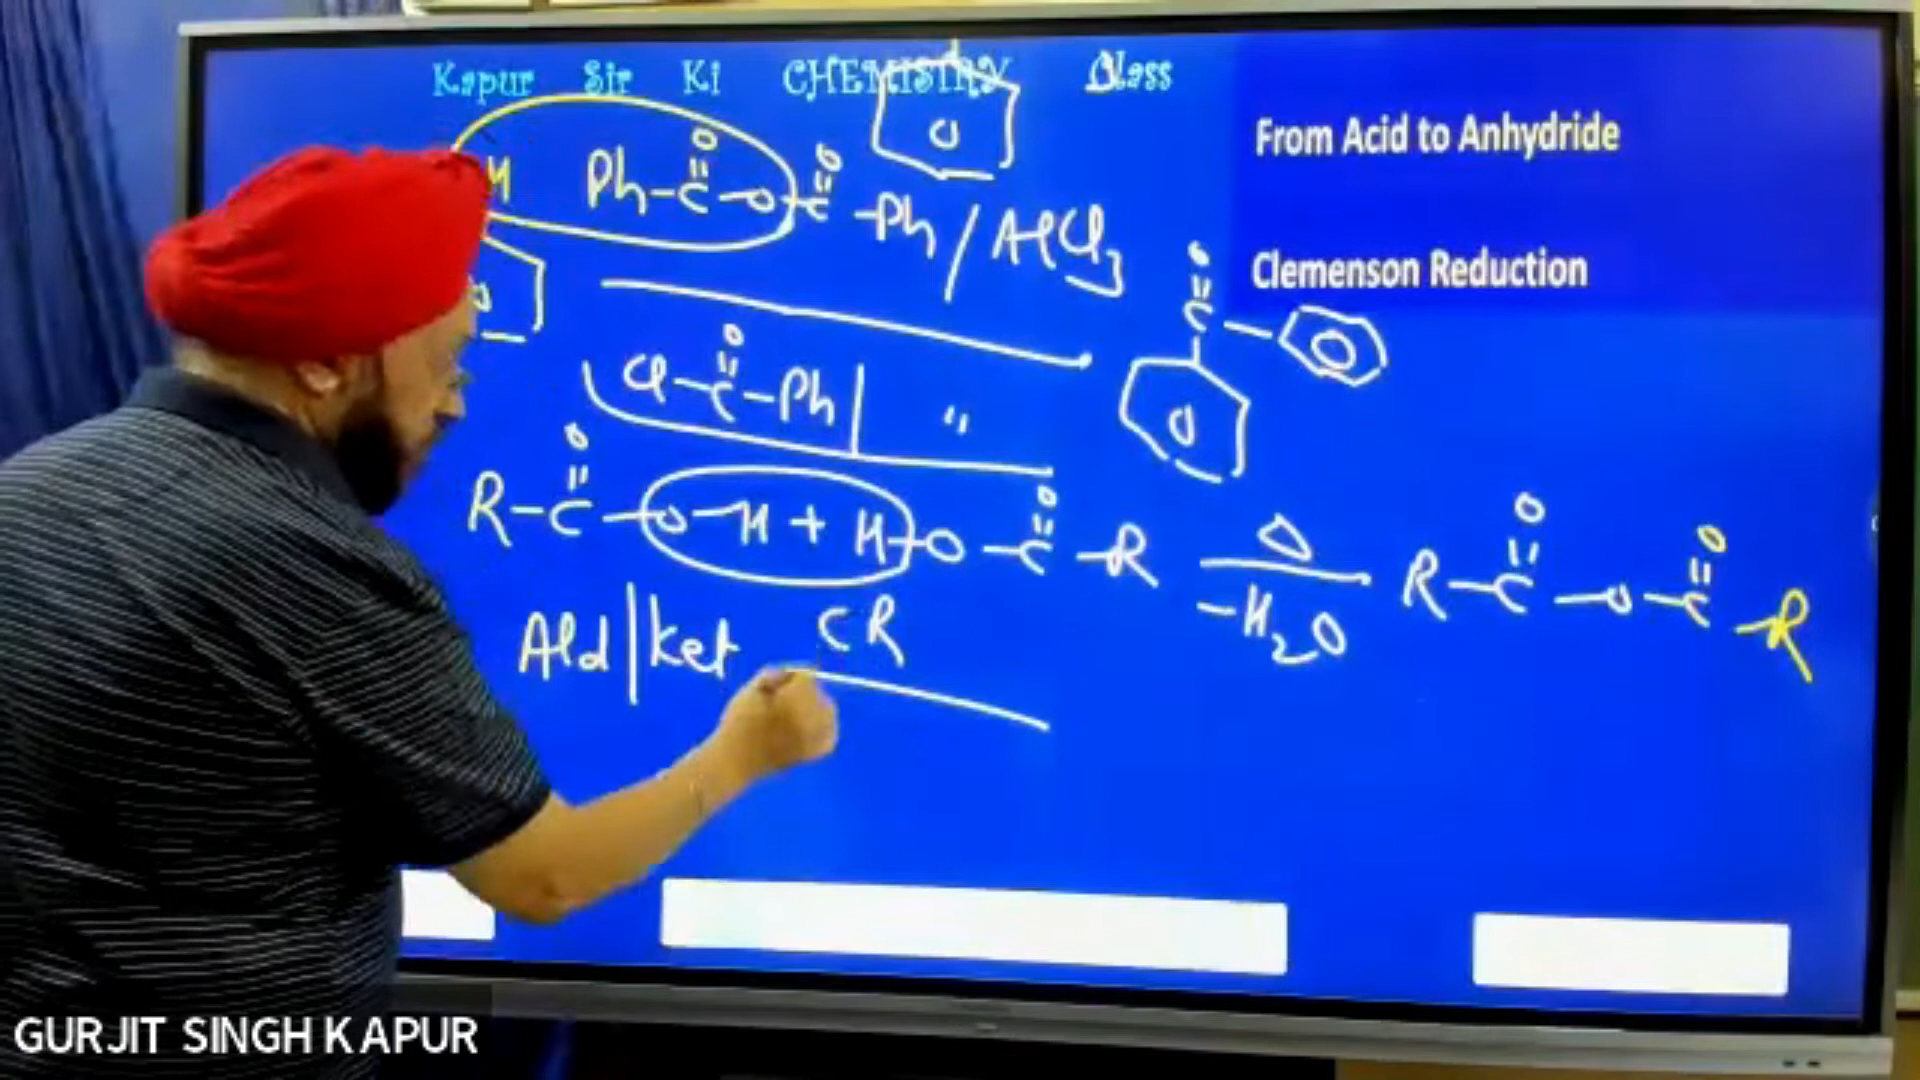 Kapur Sir Ki CHEMISTRY Class
From Acid to Anhydride
O O
H Ph-C-O-C-Ph / AlCl3
Clemenson Reduction
O
C
O
Cl-C-Ph | "
O O O O
R-C-O-H + H-O-C-R Δ -H2O R-C-O-C-R
Ald | Ket CR
GURJIT SINGH KAPUR